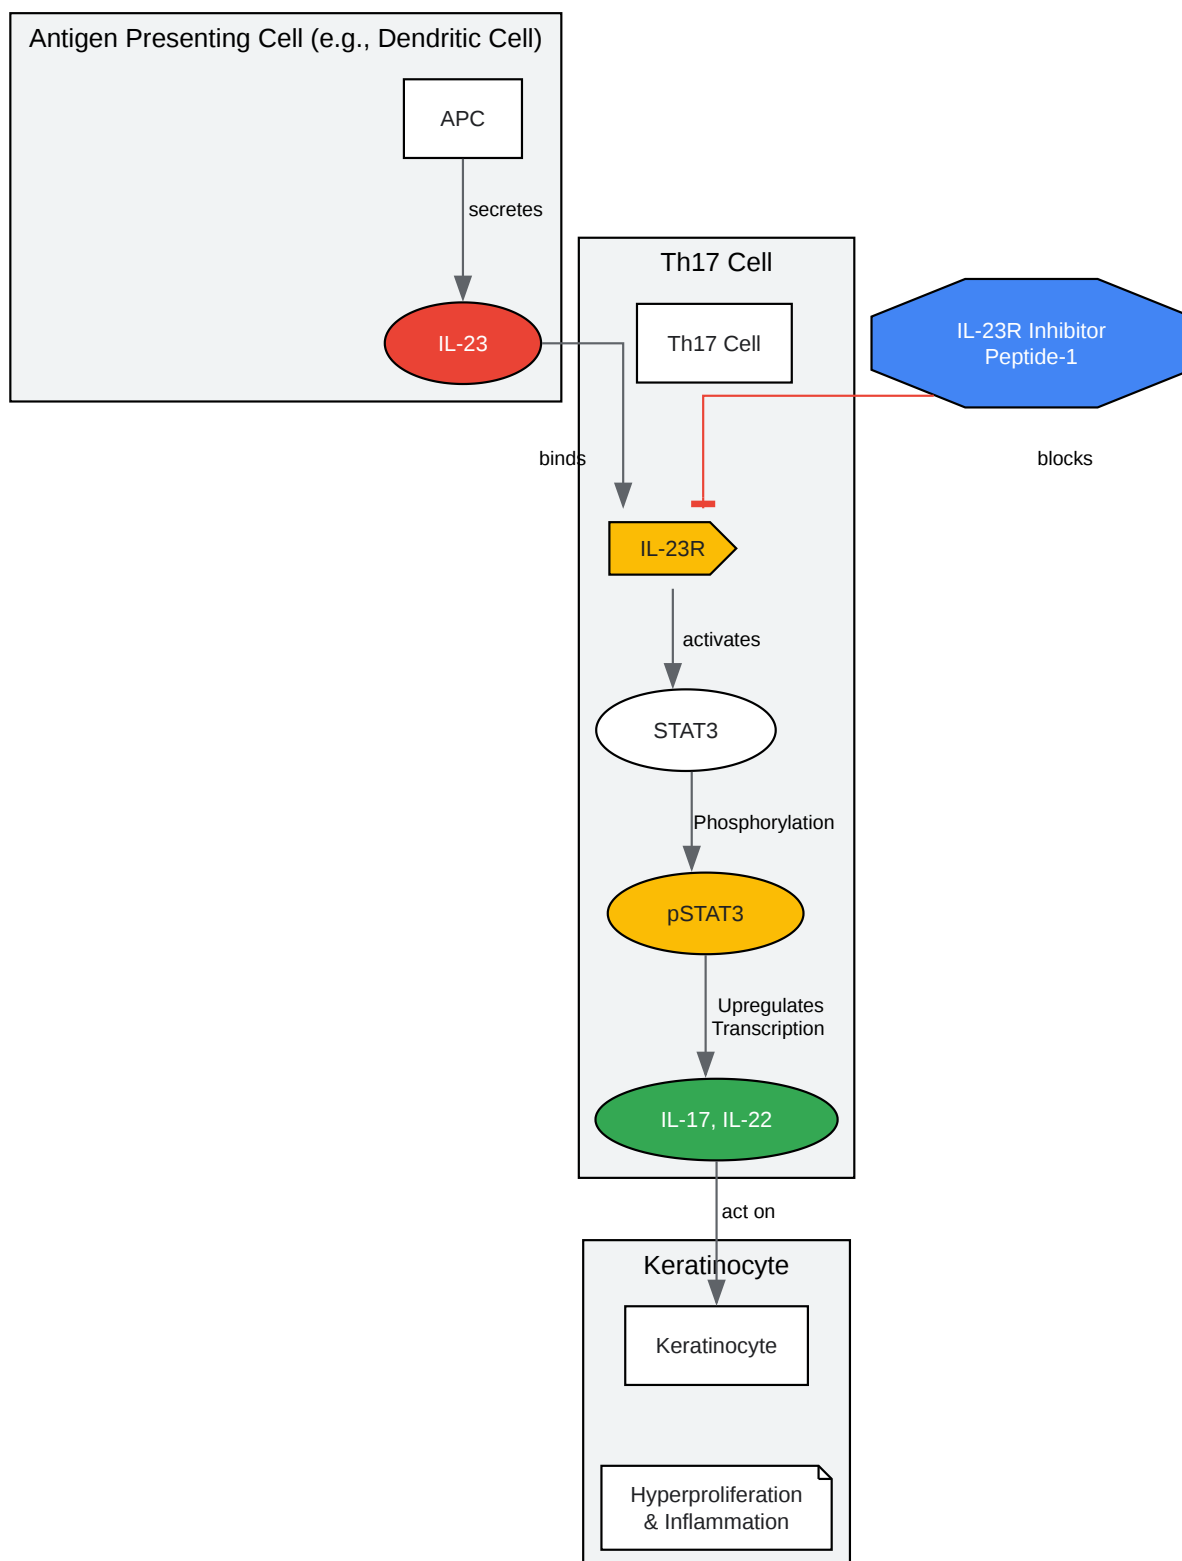 Antigen Presenting Cell (e.g., Dendritic Cell)
APC
secretes
IL-23
Th17 Cell
Th17 Cell
IL-23R Inhibitor
Peptide-1
binds
blocks
IL-23R
activates
STAT3
Phosphorylation
pSTAT3
Upregulates
Transcription
IL-17, IL-22
act on
Keratinocyte
Keratinocyte
Hyperproliferation
& Inflammation